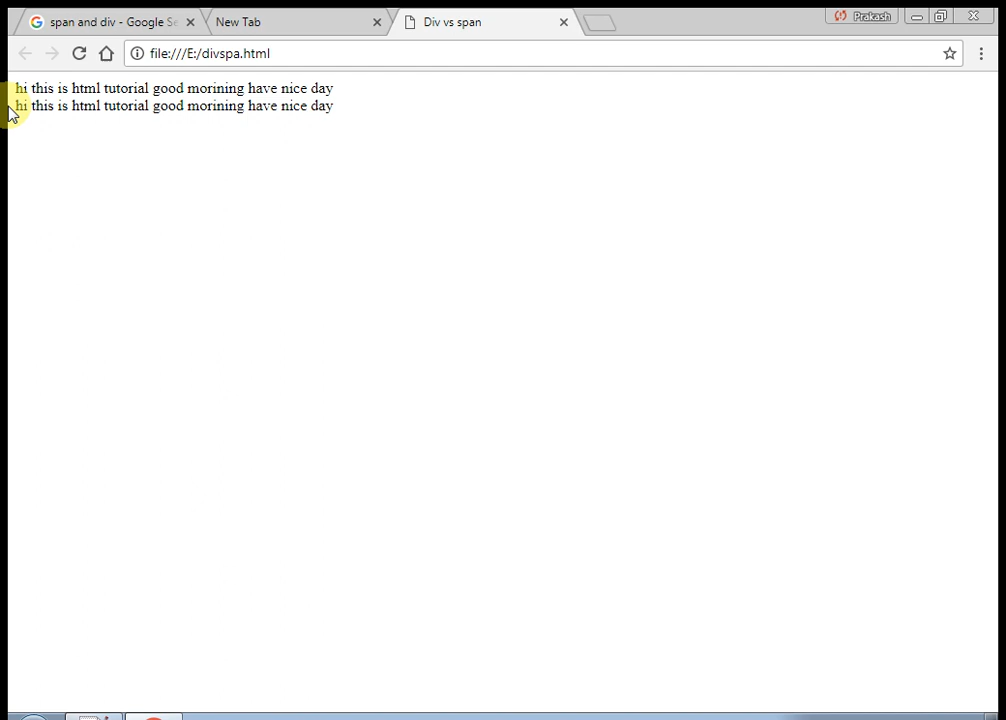 span and div - Google Se
New Tab
Div vs span
Prakash
file:///E:/divspa.html
hi this is html tutorial good morining have nice day
hi this is html tutorial good morining have nice day